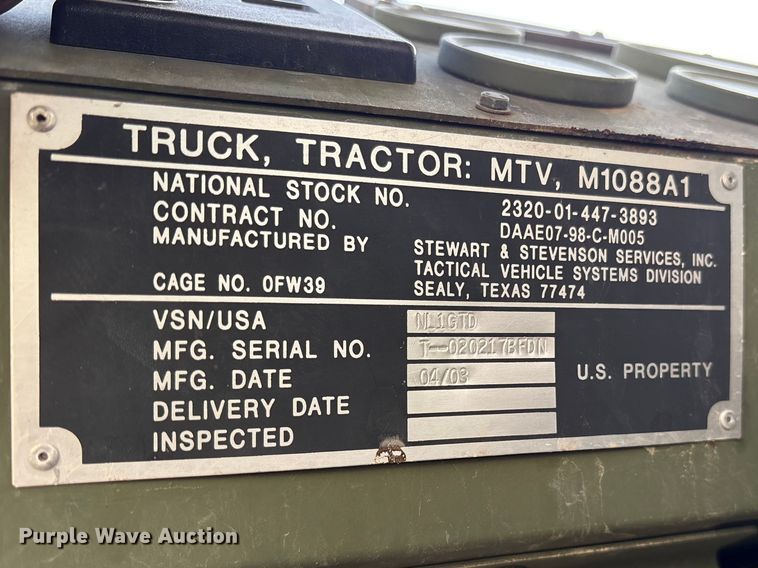 TRUCK, TRACTOR: MTV, M1088A1
NATIONAL STOCK NO. 2320-01-447-3893
CONTRACT NO. DAAE07-98-C-M005
MANUFACTURED BY STEWART & STEVENSON SERVICES, INC.
TACTICAL VEHICLE SYSTEMS DIVISION
CAGE NO. 0FW39 SEALY, TEXAS 77474
VSN/USA NL1GTD
MFG. SERIAL NO. T--020217BFDN
MFG. DATE 04/03 U.S. PROPERTY
DELIVERY DATE
INSPECTED
Purple Wave Auction